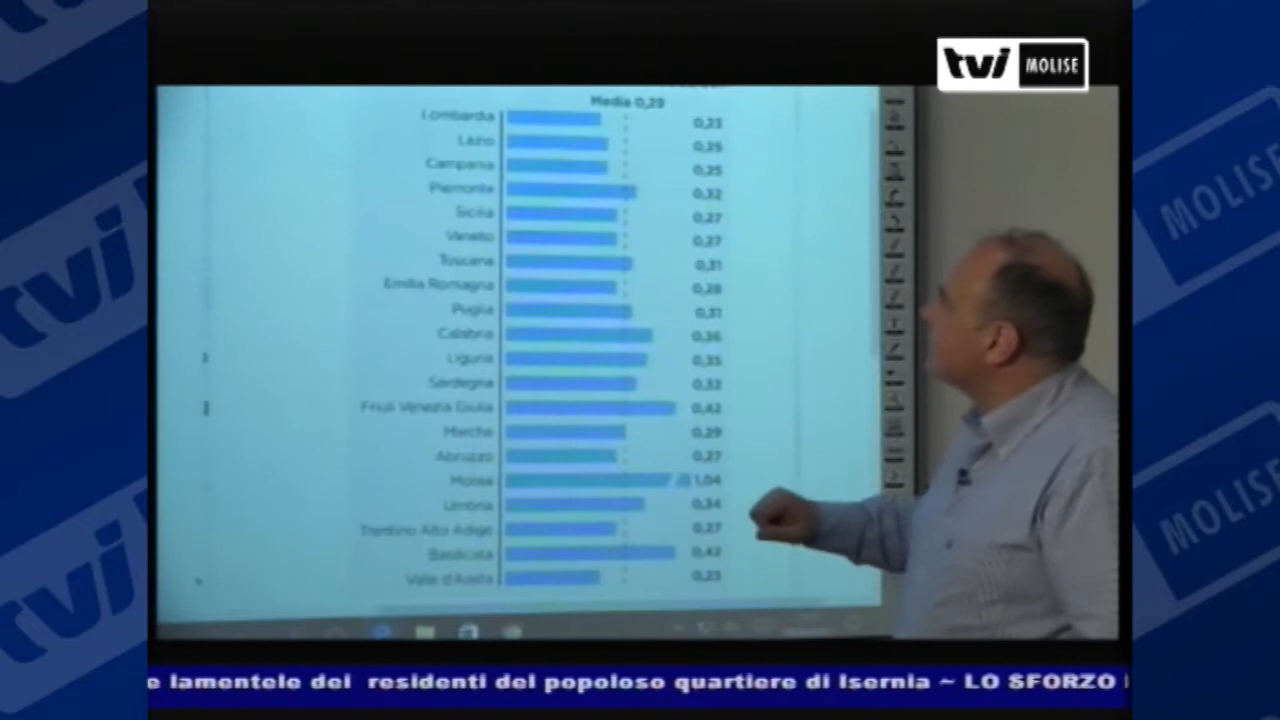 tvi MOLISE
Media 0,29
Lombardia 0,23
Lazio 0,25
Campania 0,25
Piemonte 0,32
Sicilia 0,27
Veneto 0,27
Toscana 0,31
Emilia Romagna 0,28
Puglia 0,31
Calabria 0,36
Liguria 0,35
Sardegna 0,32
Friuli Venezia Giulia 0,42
Marche 0,29
Abruzzo 0,27
Molise 1,04
Umbria 0,34
Trentino Alto Adige 0,27
Basilicata 0,42
Valle d'Aosta 0,23
e lamentele dei residenti del popoloso quartiere di Isernia ~ LO SFORZO
tvi
tvi
MOLISE
MOLISE